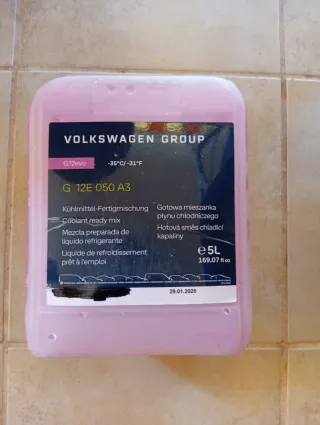 VOLKSWAGEN GROUP
G12evo
-35°C/ -31°F
G 12E 050 A3
Kühlmittel-Fertigmischung
Coolant ready mix
Mezcla preparada de
líquido refrigerante
Liquide de refroidissement
prêt à l'emploi
Gotowa mieszanka
płynu chłodniczego
Hotová směs chladicí
kapaliny
℮ 5L
169.07 fl oz
29.01.2026